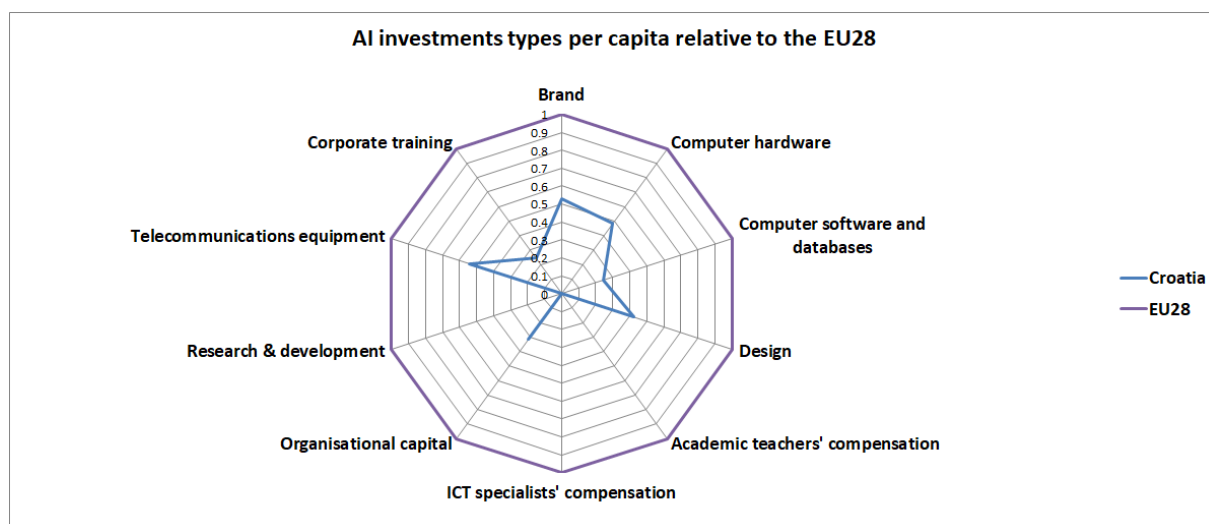 AI investments types per capita relative to the EU28
Brand
1
0.9
0.8
0.7
0.6
0.5
0.4
0.3
0.2
0.1
0
Computer hardware
Computer software and
databases
Design
Academic teachers' compensation
ICT specialists' compensation
Organisational capital
Research & development
Telecommunications equipment
Corporate training
Croatia
EU28